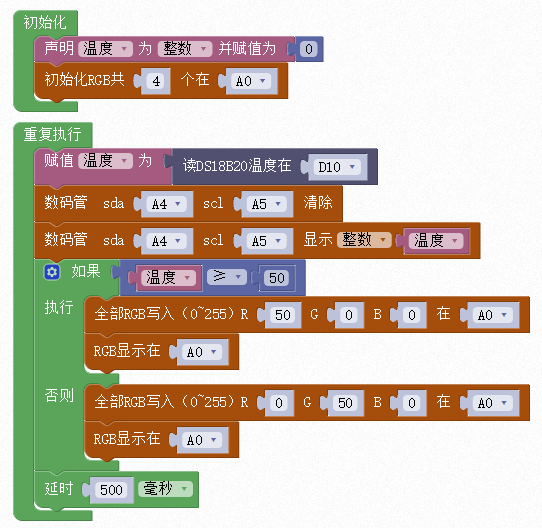 初始化
声明 温度 为 整数 并赋值为 0
初始化RGB共 4 个在 A0
重复执行
赋值 温度 为 读DS18B20温度在 D10
数码管 sda A4 scl A5 清除
数码管 sda A4 scl A5 显示 整数 温度
如果 温度 ≥ 50
执行 全部RGB写入（0~255）R 50 G 0 B 0 在 A0
RGB显示在 A0
否则 全部RGB写入（0~255）R 0 G 50 B 0 在 A0
RGB显示在 A0
延时 500 毫秒